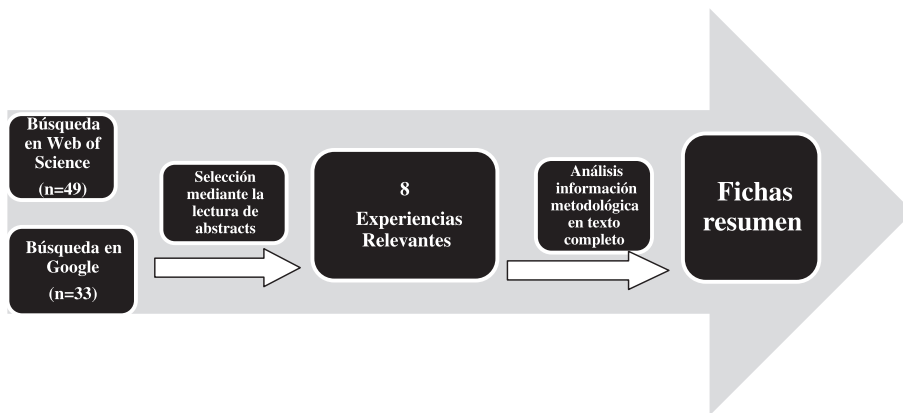 Búsqueda
en Web of
Science
(n=49)
Búsqueda en
Google
(n=33)
Selección
mediante la
lectura de
abstracts
8
Experiencias
Relevantes
Análisis
información
metodológica
en texto
completo
Fichas
resumen